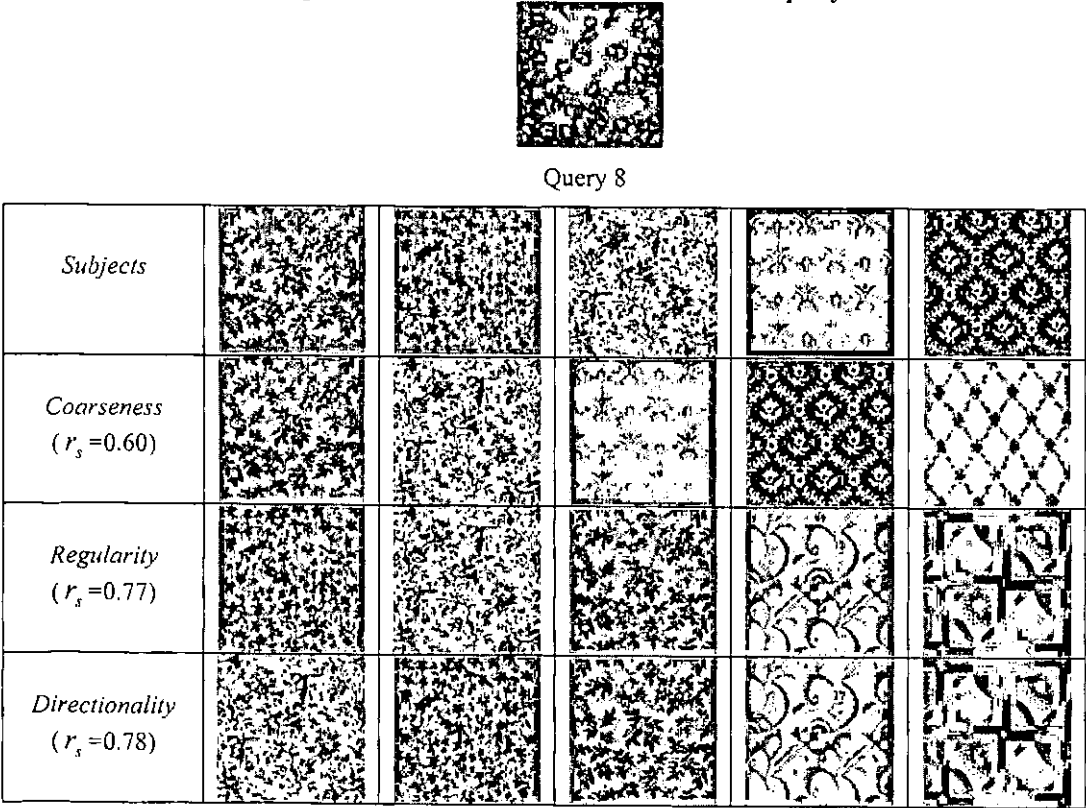 Query 8
Subjects
Coarseness
(r_s=0.60)
Regularity
(r_s=0.77)
Directionality
(r_s=0.78)